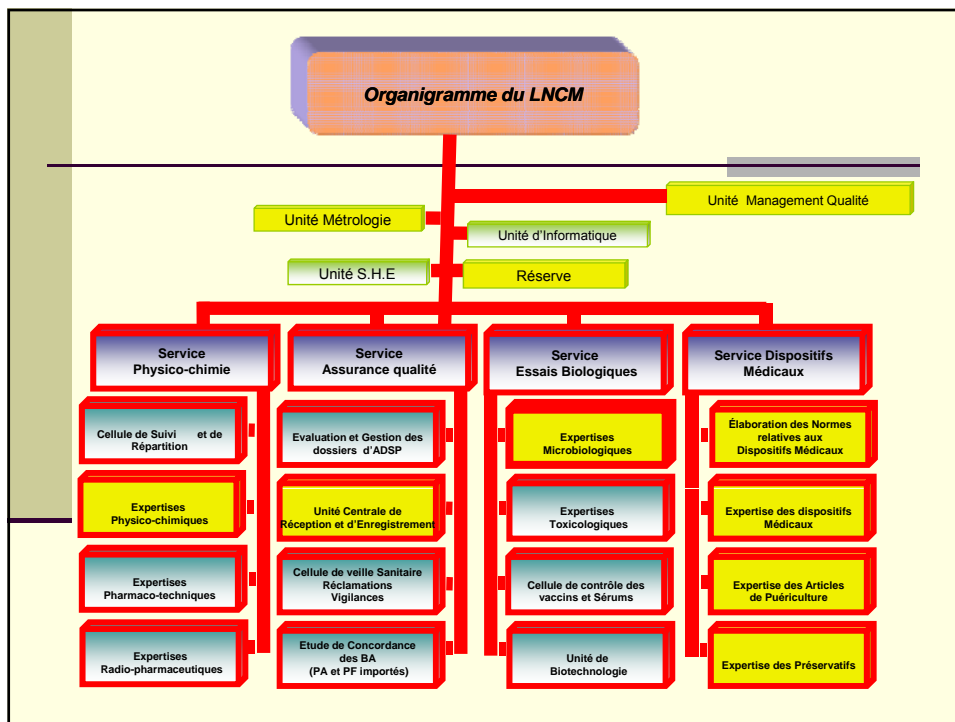 Organigramme du LNCM
Unité Management Qualité
Unité Métrologie
Unité d'Informatique
Unité S.H.E
Réserve
Service
Physico-chimie
Service
Assurance qualité
Service
Essais Biologiques
Service Dispositifs
Médicaux
Cellule de Suivi et de
Répartition
Evaluation et Gestion des
dossiers d'ADSP
Expertises
Microbiologiques
Élaboration des Normes
relatives aux
Dispositifs Médicaux
Expertises
Physico-chimiques
Unité Centrale de
Réception et d'Enregistrement
Expertises
Toxicologiques
Expertise des dispositifs
Médicaux
Expertises
Pharmaco-techniques
Cellule de veille Sanitaire
Réclamations
Vigilances
Cellule de contrôle des
vaccins et Sérums
Expertise des Articles
de Puériculture
Expertises
Radio-pharmaceutiques
Etude de Concordance
des BA
(PA et PF importés)
Unité de
Biotechnologie
Expertise des Préservatifs